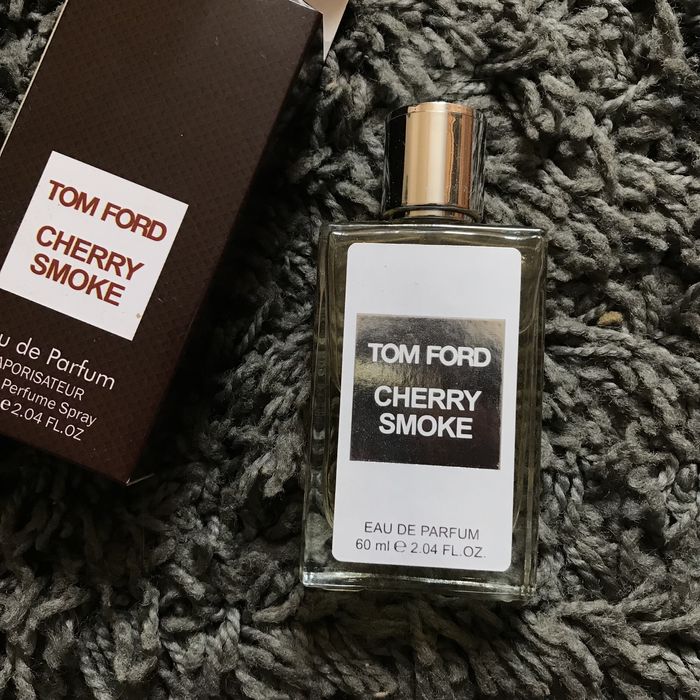 TOM FORD
CHERRY
SMOKE
de Parfum
VAPORISATEUR
Perfume Spray
e 2.04 FL.OZ
TOM FORD
CHERRY
SMOKE
EAU DE PARFUM
60 ml e 2.04 FL.OZ.